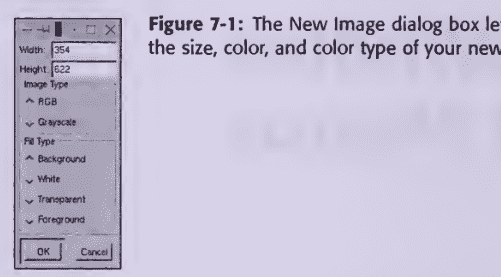 Figure 7-1: The New Image dialog box le
the size, color, and color type of your new
Width: 354
Height: 622
Image Type
RGB
Grayscale
Fill Type
Background
White
Transparent
Foreground
OK Cancel